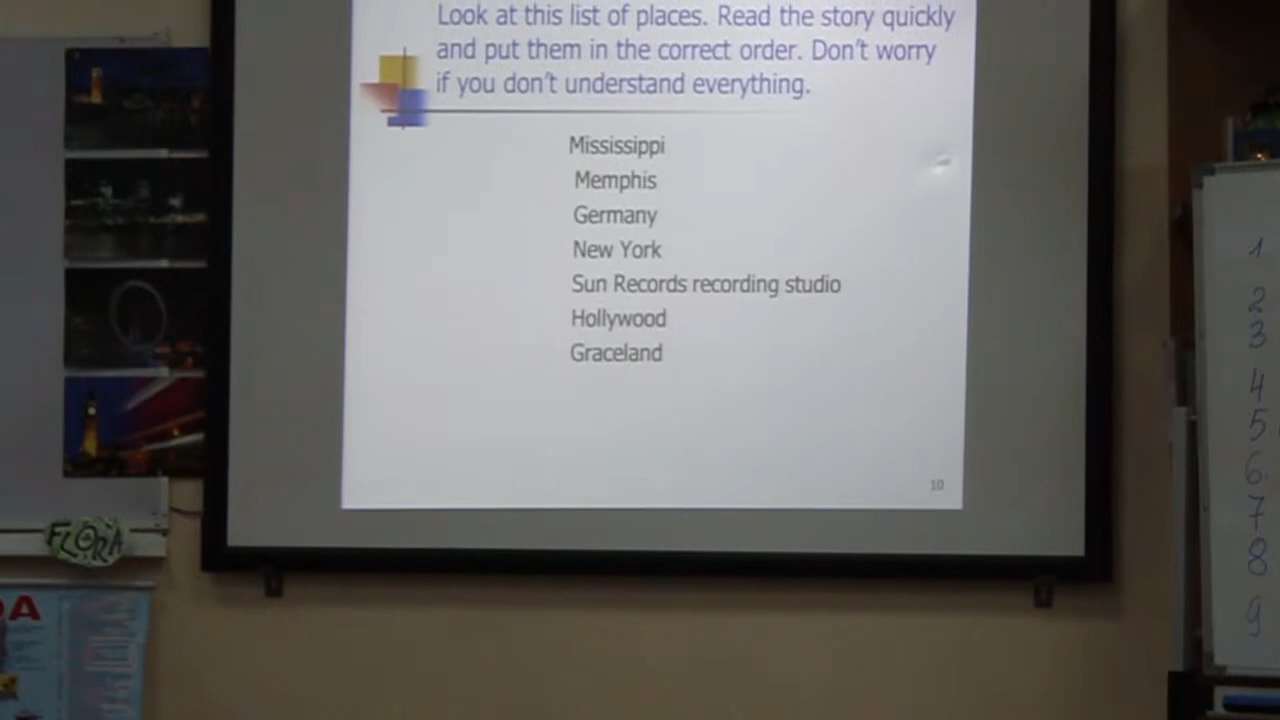 Look at this list of places. Read the story quickly
and put them in the correct order. Don't worry
if you don't understand everything.
Mississippi
Memphis
Germany
New York
Sun Records recording studio
Hollywood
Graceland
10
FLORA
DA
1
2
3
4
5
6
7
8
9